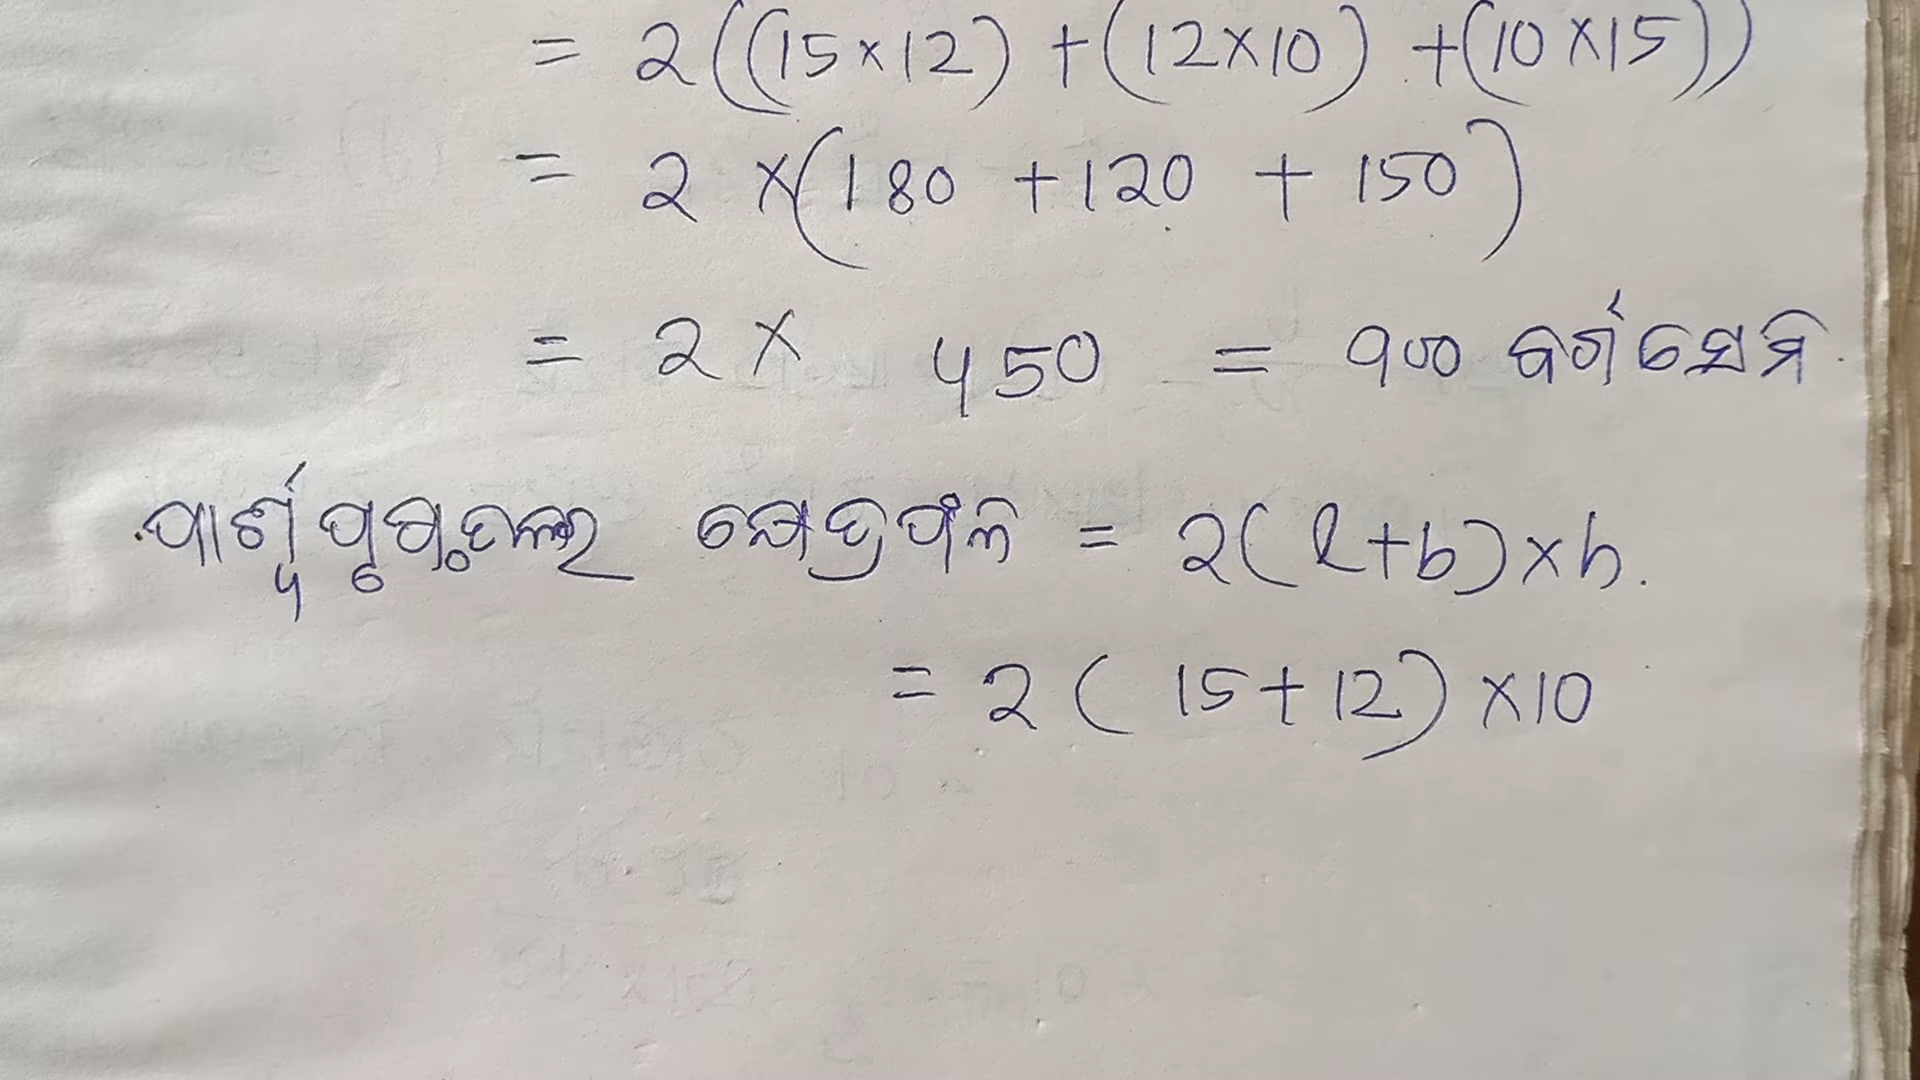 = 2((15×12) + (12×10) + (10×15))
= 2 ×(180 + 120 + 150)
= 2 × 450 = 900 ବର୍ଗ ସେମି.
ପାର୍ଶ୍ୱପୃଷ୍ଠତଳର କ୍ଷେତ୍ରଫଳ = 2(l+b)×h.
= 2 ( 15+12) ×10